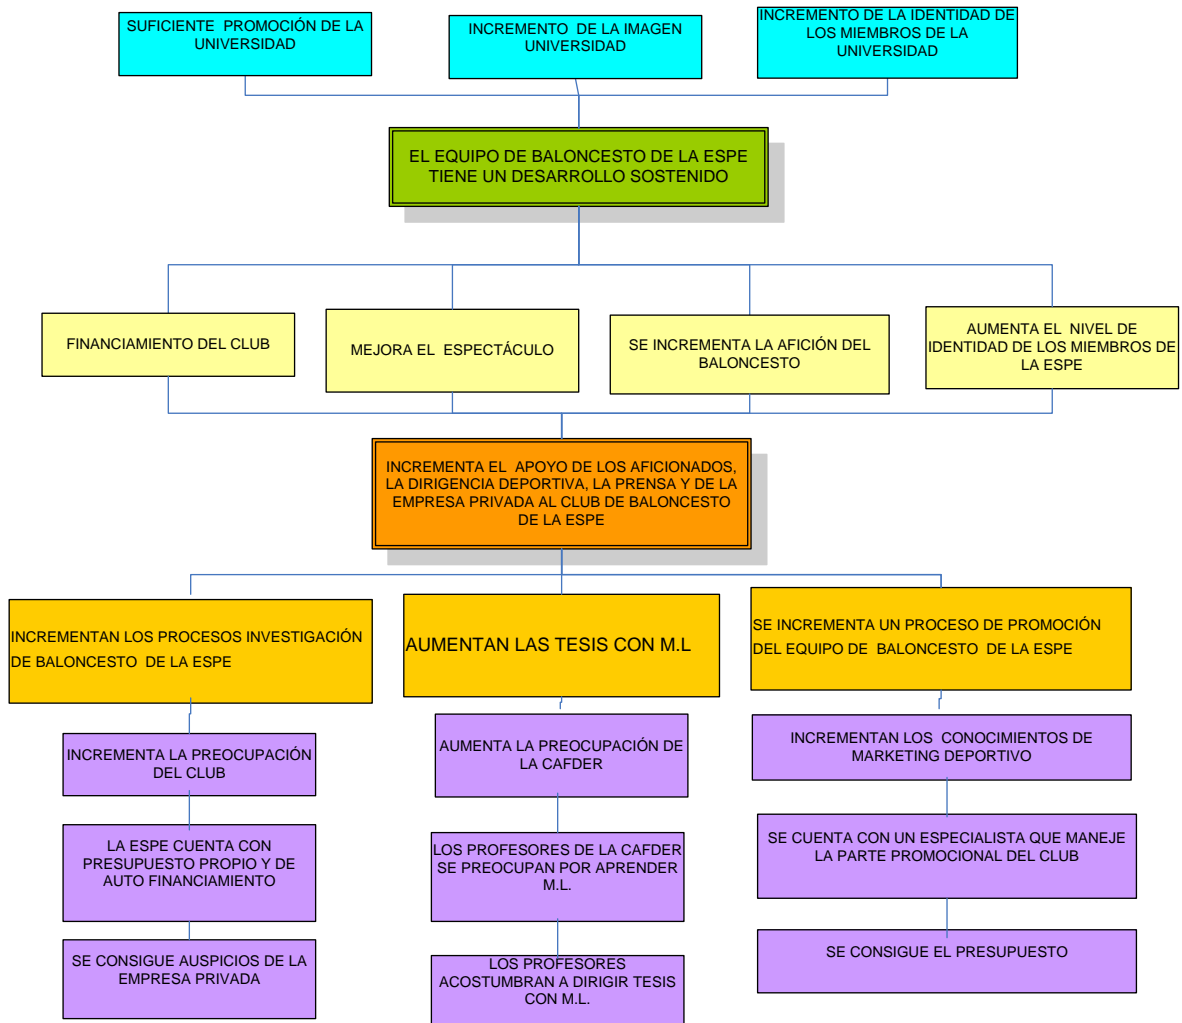 SUFICIENTE PROMOCIÓN DE LA
UNIVERSIDAD
INCREMENTO DE LA IMAGEN
UNIVERSIDAD
INCREMENTO DE LA IDENTIDAD DE
LOS MIEMBROS DE LA
UNIVERSIDAD
EL EQUIPO DE BALONCESTO DE LA ESPE
TIENE UN DESARROLLO SOSTENIDO
FINANCIAMIENTO DEL CLUB
MEJORA EL ESPECTÁCULO
SE INCREMENTA LA AFICIÓN DEL
BALONCESTO
AUMENTA EL NIVEL DE
IDENTIDAD DE LOS MIEMBROS DE
LA ESPE
INCREMENTA EL APOYO DE LOS AFICIONADOS,
LA DIRIGENCIA DEPORTIVA, LA PRENSA Y DE LA
EMPRESA PRIVADA AL CLUB DE BALONCESTO
DE LA ESPE
INCREMENTAN LOS PROCESOS INVESTIGACIÓN
DE BALONCESTO DE LA ESPE
AUMENTAN LAS TESIS CON M.L
SE INCREMENTA UN PROCESO DE PROMOCIÓN
DEL EQUIPO DE BALONCESTO DE LA ESPE
INCREMENTA LA PREOCUPACIÓN
DEL CLUB
AUMENTA LA PREOCUPACIÓN DE
LA CAFDER
INCREMENTAN LOS CONOCIMIENTOS DE
MARKETING DEPORTIVO
LA ESPE CUENTA CON
PRESUPUESTO PROPIO Y DE
AUTO FINANCIAMIENTO
LOS PROFESORES DE LA CAFDER
SE PREOCUPAN POR APRENDER
M.L.
SE CUENTA CON UN ESPECIALISTA QUE MANEJE
LA PARTE PROMOCIONAL DEL CLUB
SE CONSIGUE AUSPICIOS DE LA
EMPRESA PRIVADA
LOS PROFESORES
ACOSTUMBRAN A DIRIGIR TESIS
CON M.L.
SE CONSIGUE EL PRESUPUESTO